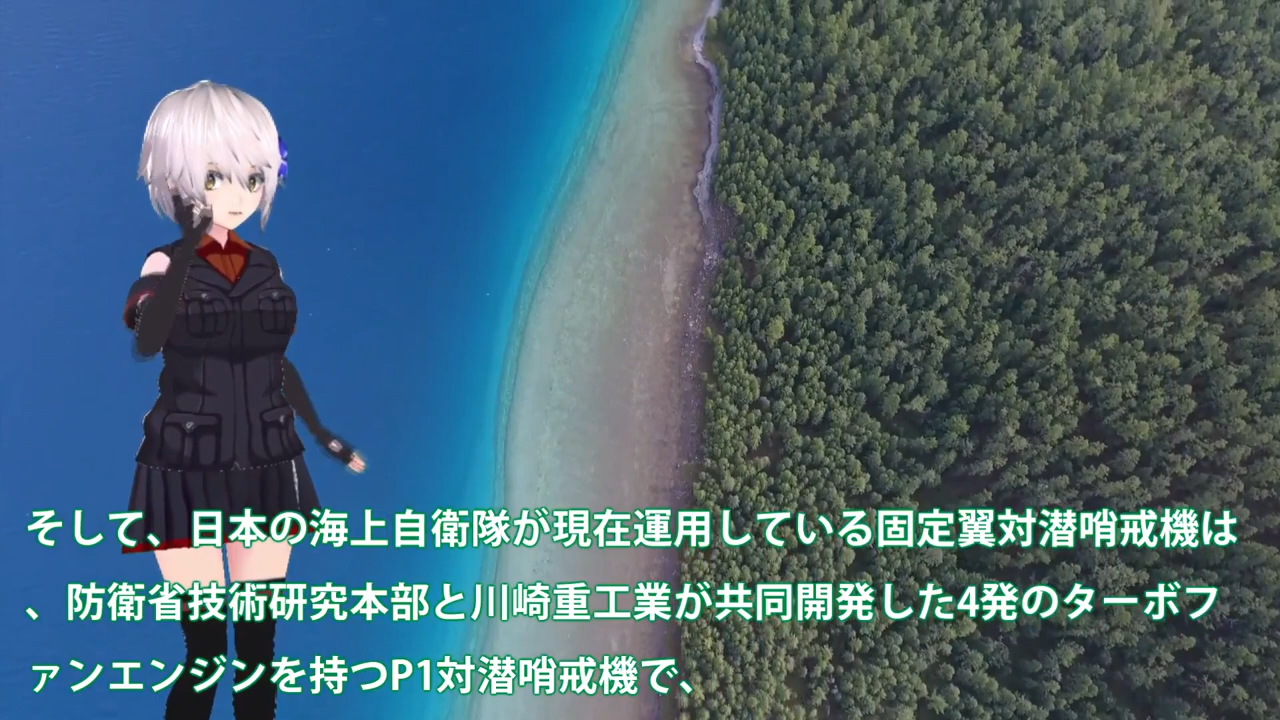 そして、日本の海上自衛隊が現在運用している固定翼対潜哨戒機は
、防衛省技術研究本部と川崎重工業が共同開発した4発のターボフ
ァンエンジンを持つP1対潜哨戒機で、